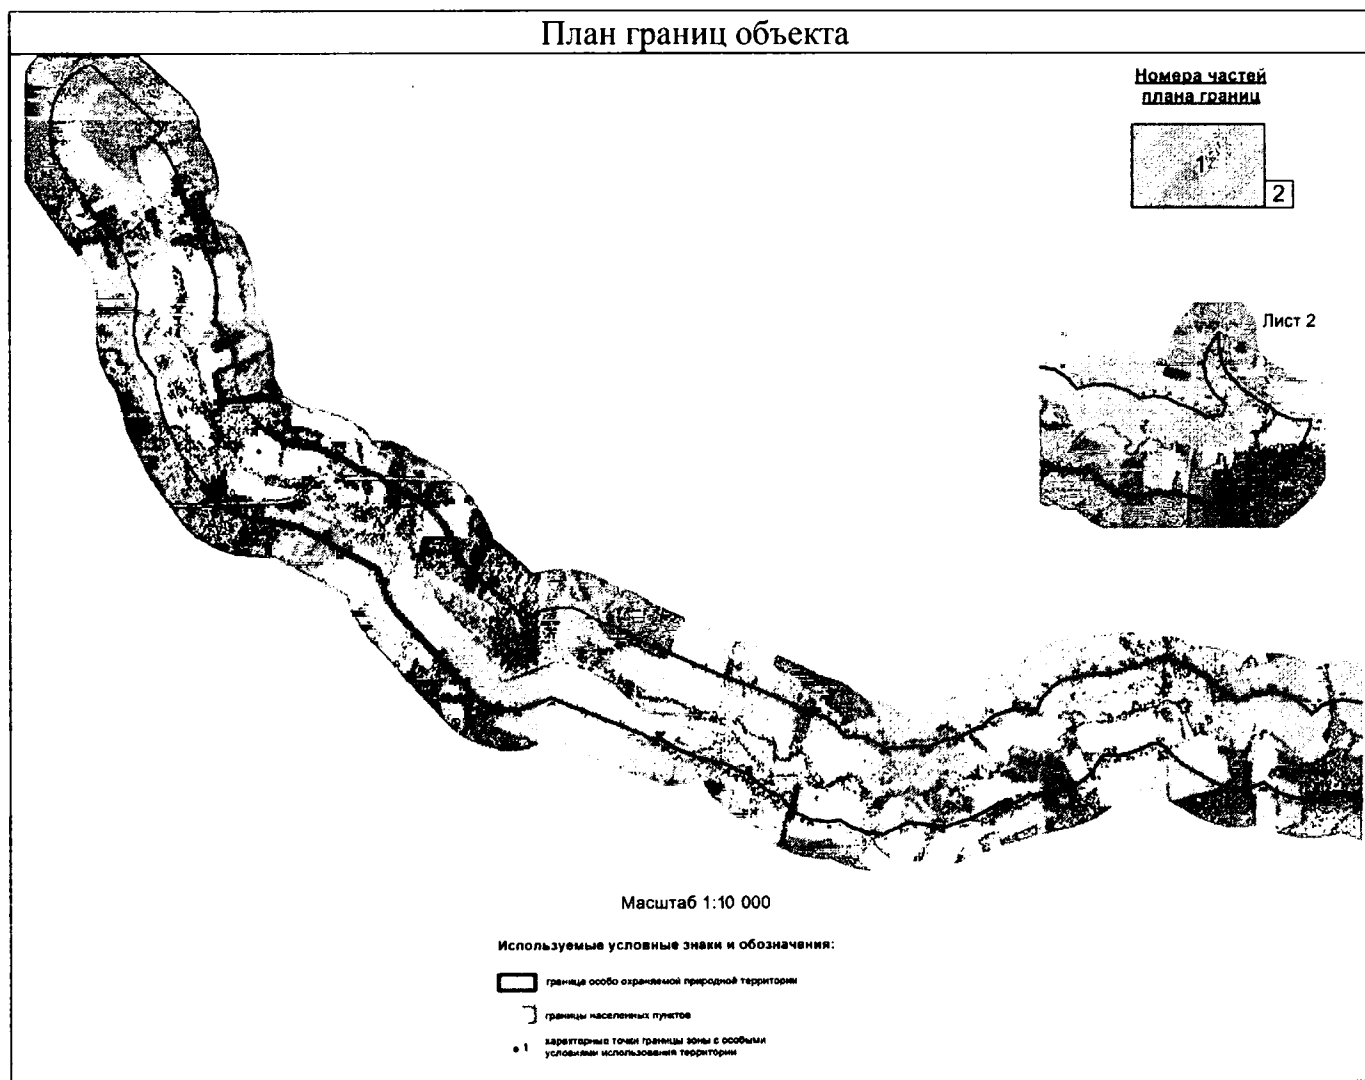 План границ объекта
Номера частей
плана границ
1
2
Лист 2
Масштаб 1:10 000
Используемые условные знаки и обозначения:
граница особо охраняемой природной территории
границы населенных пунктов
1
характерные точки границы зоны с особыми
условиями использования территории